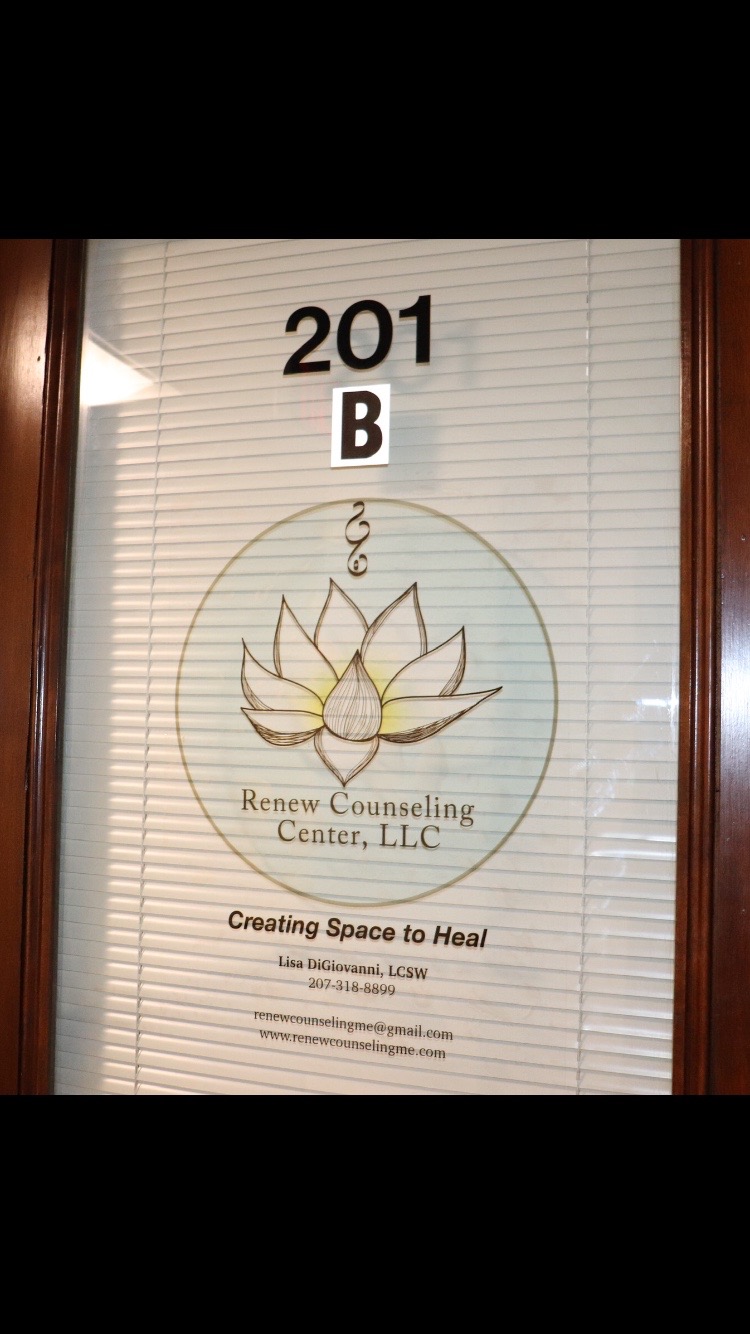 201
B
Renew Counseling
Center, LLC
Creating Space to Heal
Lisa DiGiovanni, LCSW
207-318-8899
renewcounselingme@gmail.com
www.renewcounselingme.com